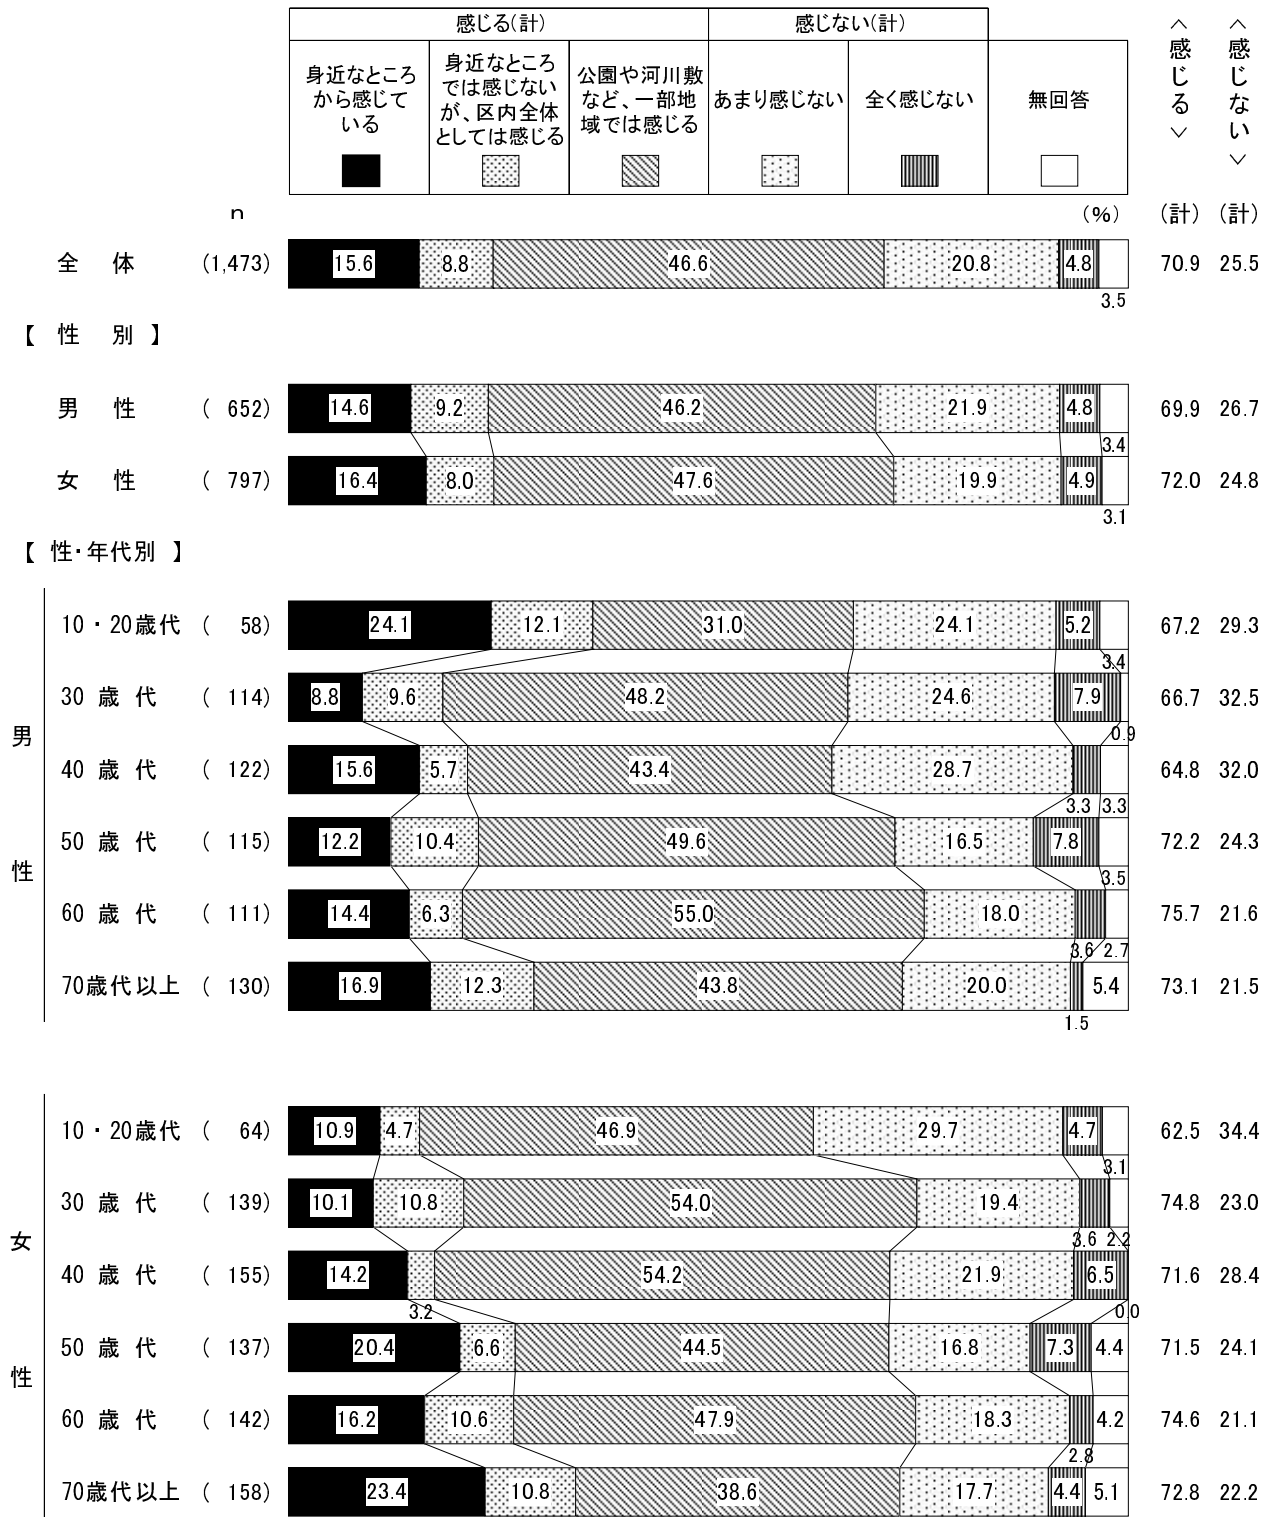 感じる(計) 感じない(計)
身近なところから感じている
身近なところでは感じないが、区内全体としては感じる
公園や河川敷など、一部地域では感じる
あまり感じない
全く感じない
無回答
〈感じる〉
〈感じない〉
n (%) (計) (計)
全 体 (1,473) 15.6 8.8 46.6 20.8 4.8 3.5 70.9 25.5
【 性 別 】
男 性 ( 652) 14.6 9.2 46.2 21.9 4.8 3.4 69.9 26.7
女 性 ( 797) 16.4 8.0 47.6 19.9 4.9 3.1 72.0 24.8
【 性・年代別 】
男性
10・20歳代 ( 58) 24.1 12.1 31.0 24.1 5.2 3.4 67.2 29.3
30 歳 代 ( 114) 8.8 9.6 48.2 24.6 7.9 0.9 66.7 32.5
40 歳 代 ( 122) 15.6 5.7 43.4 28.7 3.3 3.3 64.8 32.0
50 歳 代 ( 115) 12.2 10.4 49.6 16.5 7.8 3.5 72.2 24.3
60 歳 代 ( 111) 14.4 6.3 55.0 18.0 3.6 2.7 75.7 21.6
70歳代以上 ( 130) 16.9 12.3 43.8 20.0 1.5 5.4 73.1 21.5
女性
10・20歳代 ( 64) 10.9 4.7 46.9 29.7 4.7 3.1 62.5 34.4
30 歳 代 ( 139) 10.1 10.8 54.0 19.4 3.6 2.2 74.8 23.0
40 歳 代 ( 155) 14.2 3.2 54.2 21.9 6.5 0.0 71.6 28.4
50 歳 代 ( 137) 20.4 6.6 44.5 16.8 7.3 4.4 71.5 24.1
60 歳 代 ( 142) 16.2 10.6 47.9 18.3 2.8 4.2 74.6 21.1
70歳代以上 ( 158) 23.4 10.8 38.6 17.7 4.4 5.1 72.8 22.2